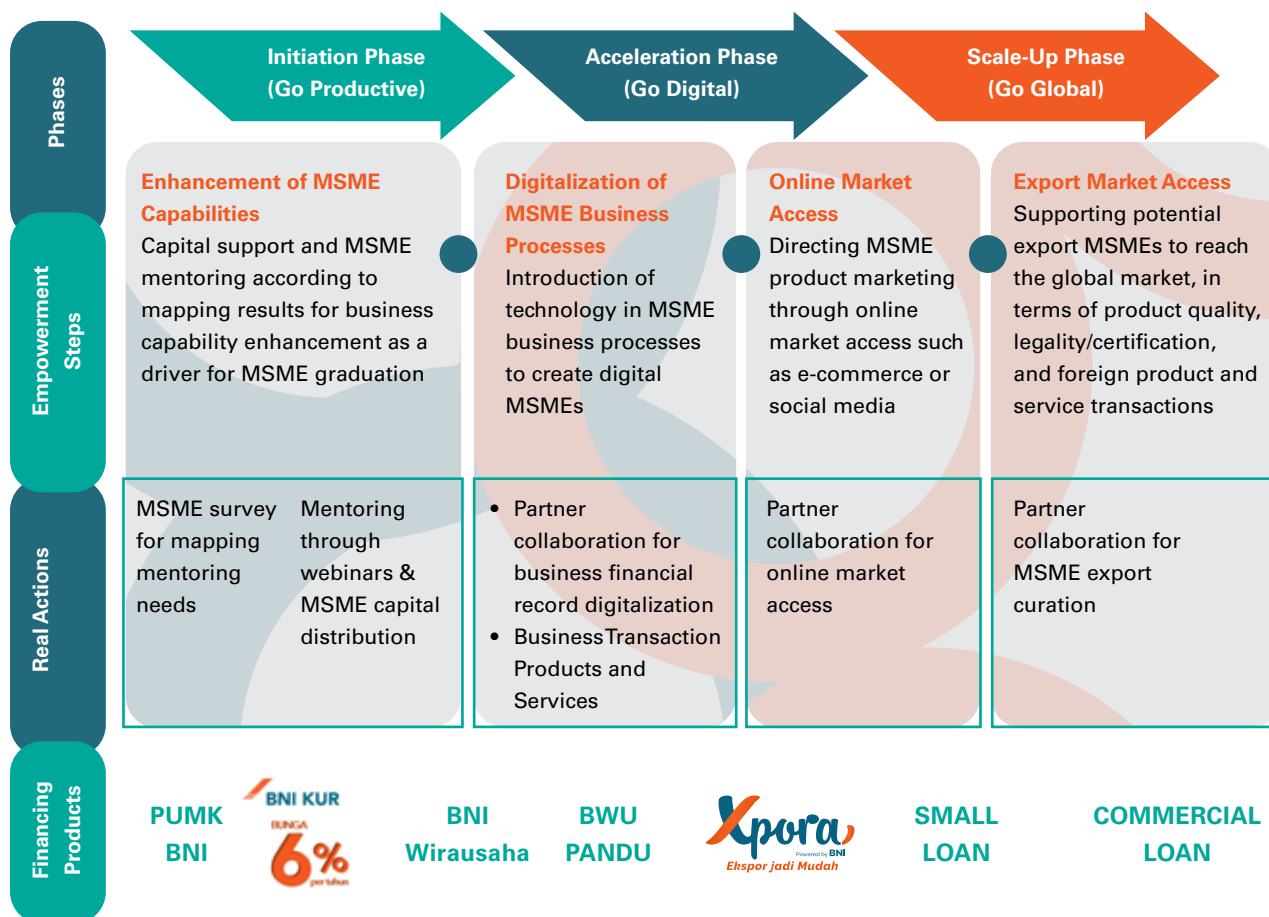 Phases
Initiation Phase
(Go Productive)
Acceleration Phase
(Go Digital)
Scale-Up Phase
(Go Global)
Empowerment
Steps
Enhancement of MSME
Capabilities
Capital support and MSME
mentoring according to
mapping results for business
capability enhancement as a
driver for MSME graduation
Digitalization of
MSME Business
Processes
Introduction of
technology in MSME
business processes
to create digital
MSMEs
Online Market
Access
Directing MSME
product marketing
through online
market access such
as e-commerce or
social media
Export Market Access
Supporting potential
export MSMEs to reach
the global market, in
terms of product quality,
legality/certification,
and foreign product and
service transactions
Real Actions
MSME survey
for mapping
mentoring
needs
Mentoring
through
webinars &
MSME capital
distribution
• Partner
collaboration for
business financial
record digitalization
• Business Transaction
Products and
Services
Partner
collaboration for
online market
access
Partner
collaboration for
MSME export
curation
Financing
Products
PUMK
BNI
BNI KUR
BUNGA
6%
per tahun
BNI
Wirausaha
BWU
PANDU
Xpora
Powered by BNI
Ekspor jadi Mudah
SMALL
LOAN
COMMERCIAL
LOAN